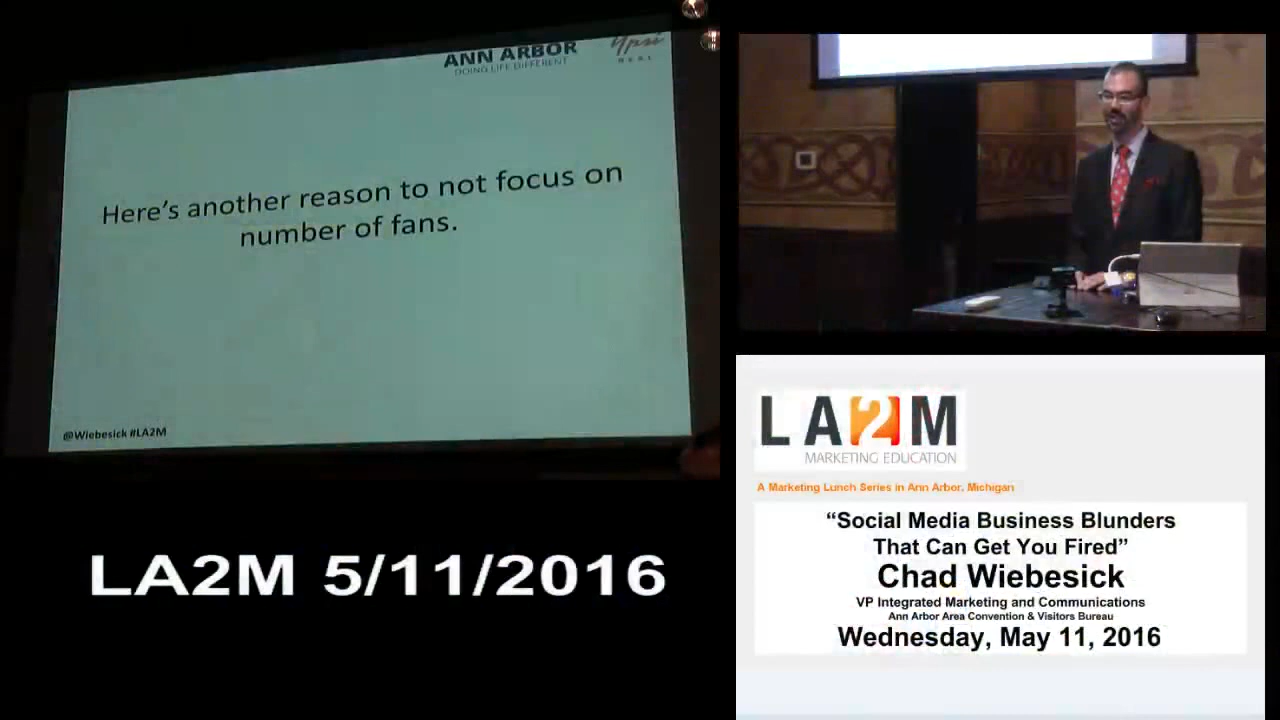 ANN ARBOR
DOING LIFE DIFFERENT
Ypsi
REAL
Here's another reason to not focus on
number of fans.
@Wiebesick #LA2M
LA2M 5/11/2016
LA2M
MARKETING EDUCATION
A Marketing Lunch Series in Ann Arbor, Michigan
“Social Media Business Blunders
That Can Get You Fired”
Chad Wiebesick
VP Integrated Marketing and Communications
Ann Arbor Area Convention & Visitors Bureau
Wednesday, May 11, 2016